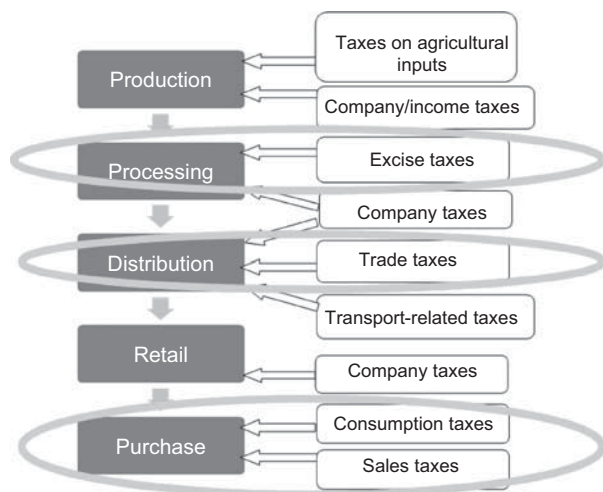 Taxes on agricultural
inputs
Production
Company/income taxes
Excise taxes
Processing
Company taxes
Distribution
Trade taxes
Transport-related taxes
Retail
Company taxes
Consumption taxes
Purchase
Sales taxes